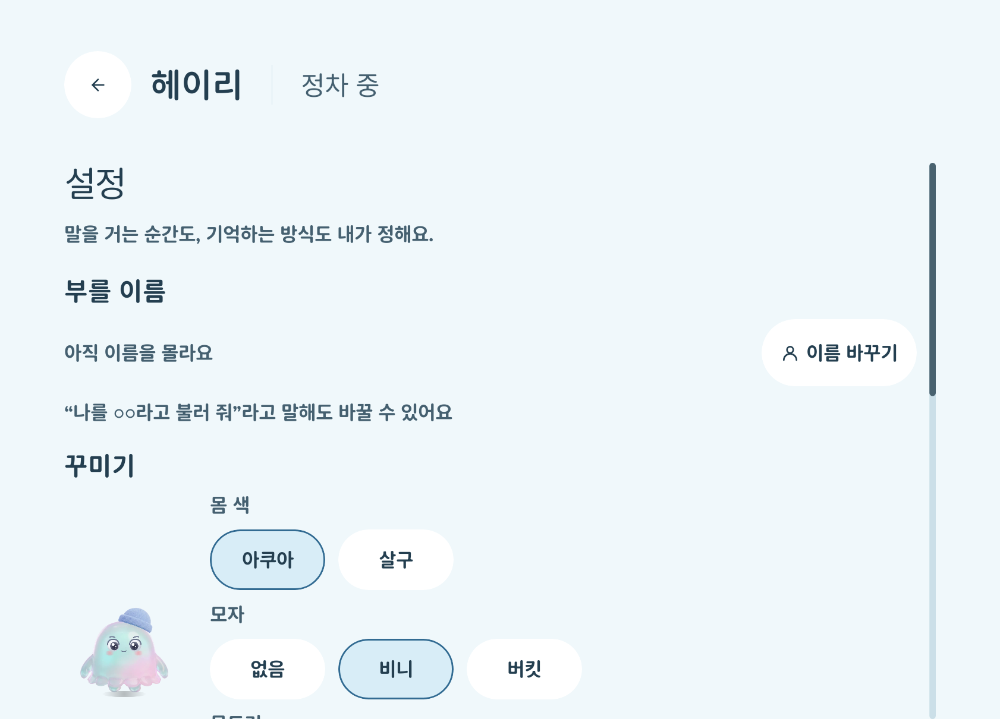 헤이리
정차 중
설정
말을 거는 순간도, 기억하는 방식도 내가 정해요.
부를 이름
아직 이름을 몰라요
이름 바꾸기
“나를 ○○라고 불러 줘”라고 말해도 바꿀 수 있어요
꾸미기
몸 색
아쿠아
살구
모자
없음
비니
버킷